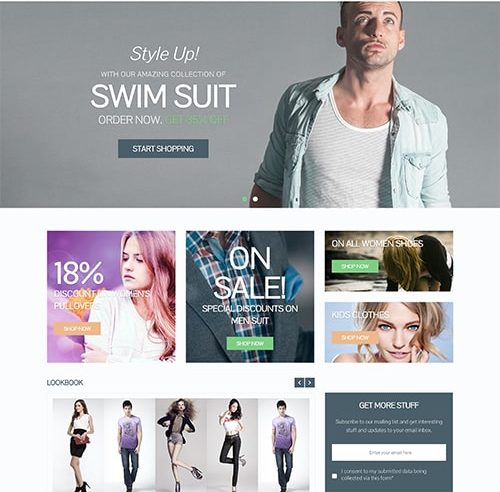 Style Up!
WITH OUR AMAZING COLLECTION OF
SWIM SUIT
ORDER NOW. GET 35% OFF
START SHOPPING
18%
DISCOUNT IN WOMEN'S
PULLOVERS
SHOP NOW
ON
SALE!
SPECIAL DISCOUNTS ON
MEN SUIT
SHOP NOW
ON ALL WOMEN SHOES
SHOP NOW
KIDS CLOTHES
SHOP NOW
LOOKBOOK
GET MORE STUFF
Subscribe to our mailing list and get interesting
stuff and updates to your email inbox.
Enter your email here
I consent to my submitted data being
collected via this form*